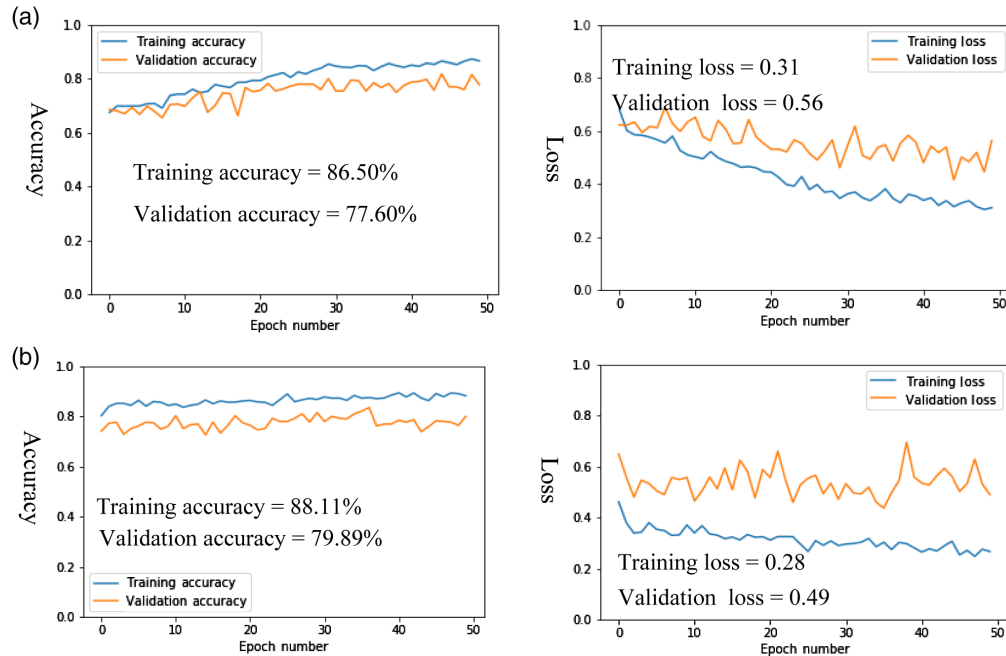 (a)
1.0
0.8
0.6
0.4
0.2
0.0
Accuracy
Training accuracy
Validation accuracy
Training accuracy = 86.50%
Validation accuracy = 77.60%
0 10 20 30 40 50
Epoch number
1.0
0.8
0.6
0.4
0.2
0.0
Loss
Training loss
Validation loss
Training loss = 0.31
Validation loss = 0.56
0 10 20 30 40 50
Epoch number
(b)
1.0
0.8
0.6
0.4
0.2
0.0
Accuracy
Training accuracy = 88.11%
Validation accuracy = 79.89%
Training accuracy
Validation accuracy
0 10 20 30 40 50
Epoch number
1.0
0.8
0.6
0.4
0.2
0.0
Loss
Training loss
Validation loss
Training loss = 0.28
Validation loss = 0.49
0 10 20 30 40 50
Epoch number